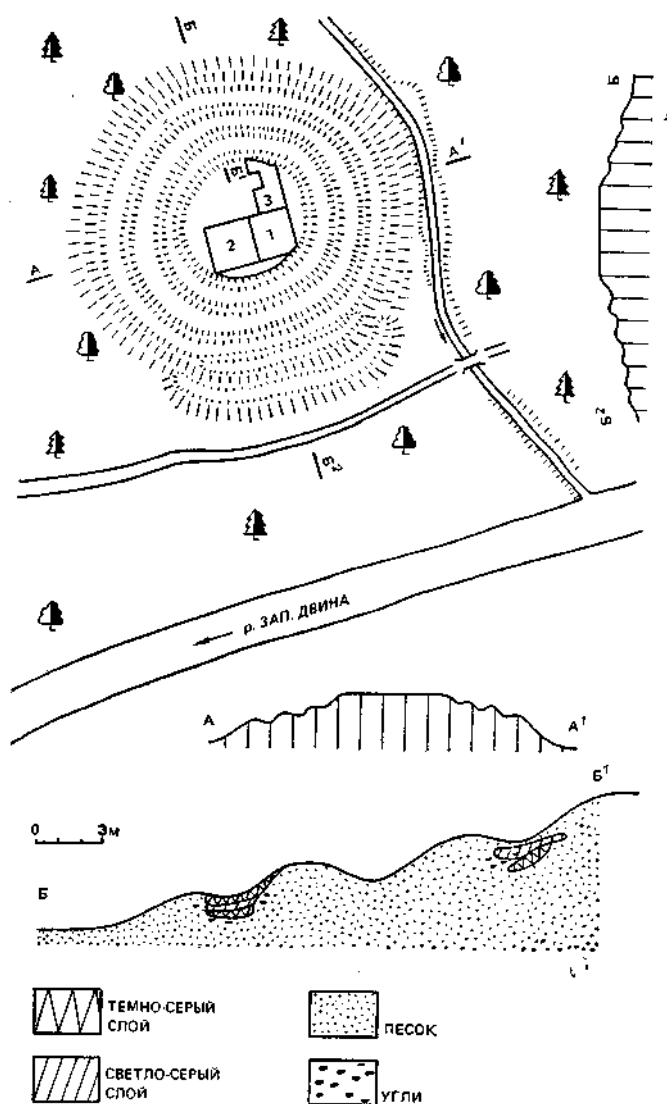 Б
А¹
Б¹
3
2
1
А
Б²
Б
Б²
р. ЗАП. ДВИНА
А
А¹
Б¹
0 3м
Б
ТЕМНО-СЕРЫЙ
СЛОЙ
ПЕСОК
СВЕТЛО-СЕРЫЙ
СЛОЙ
УГЛИ